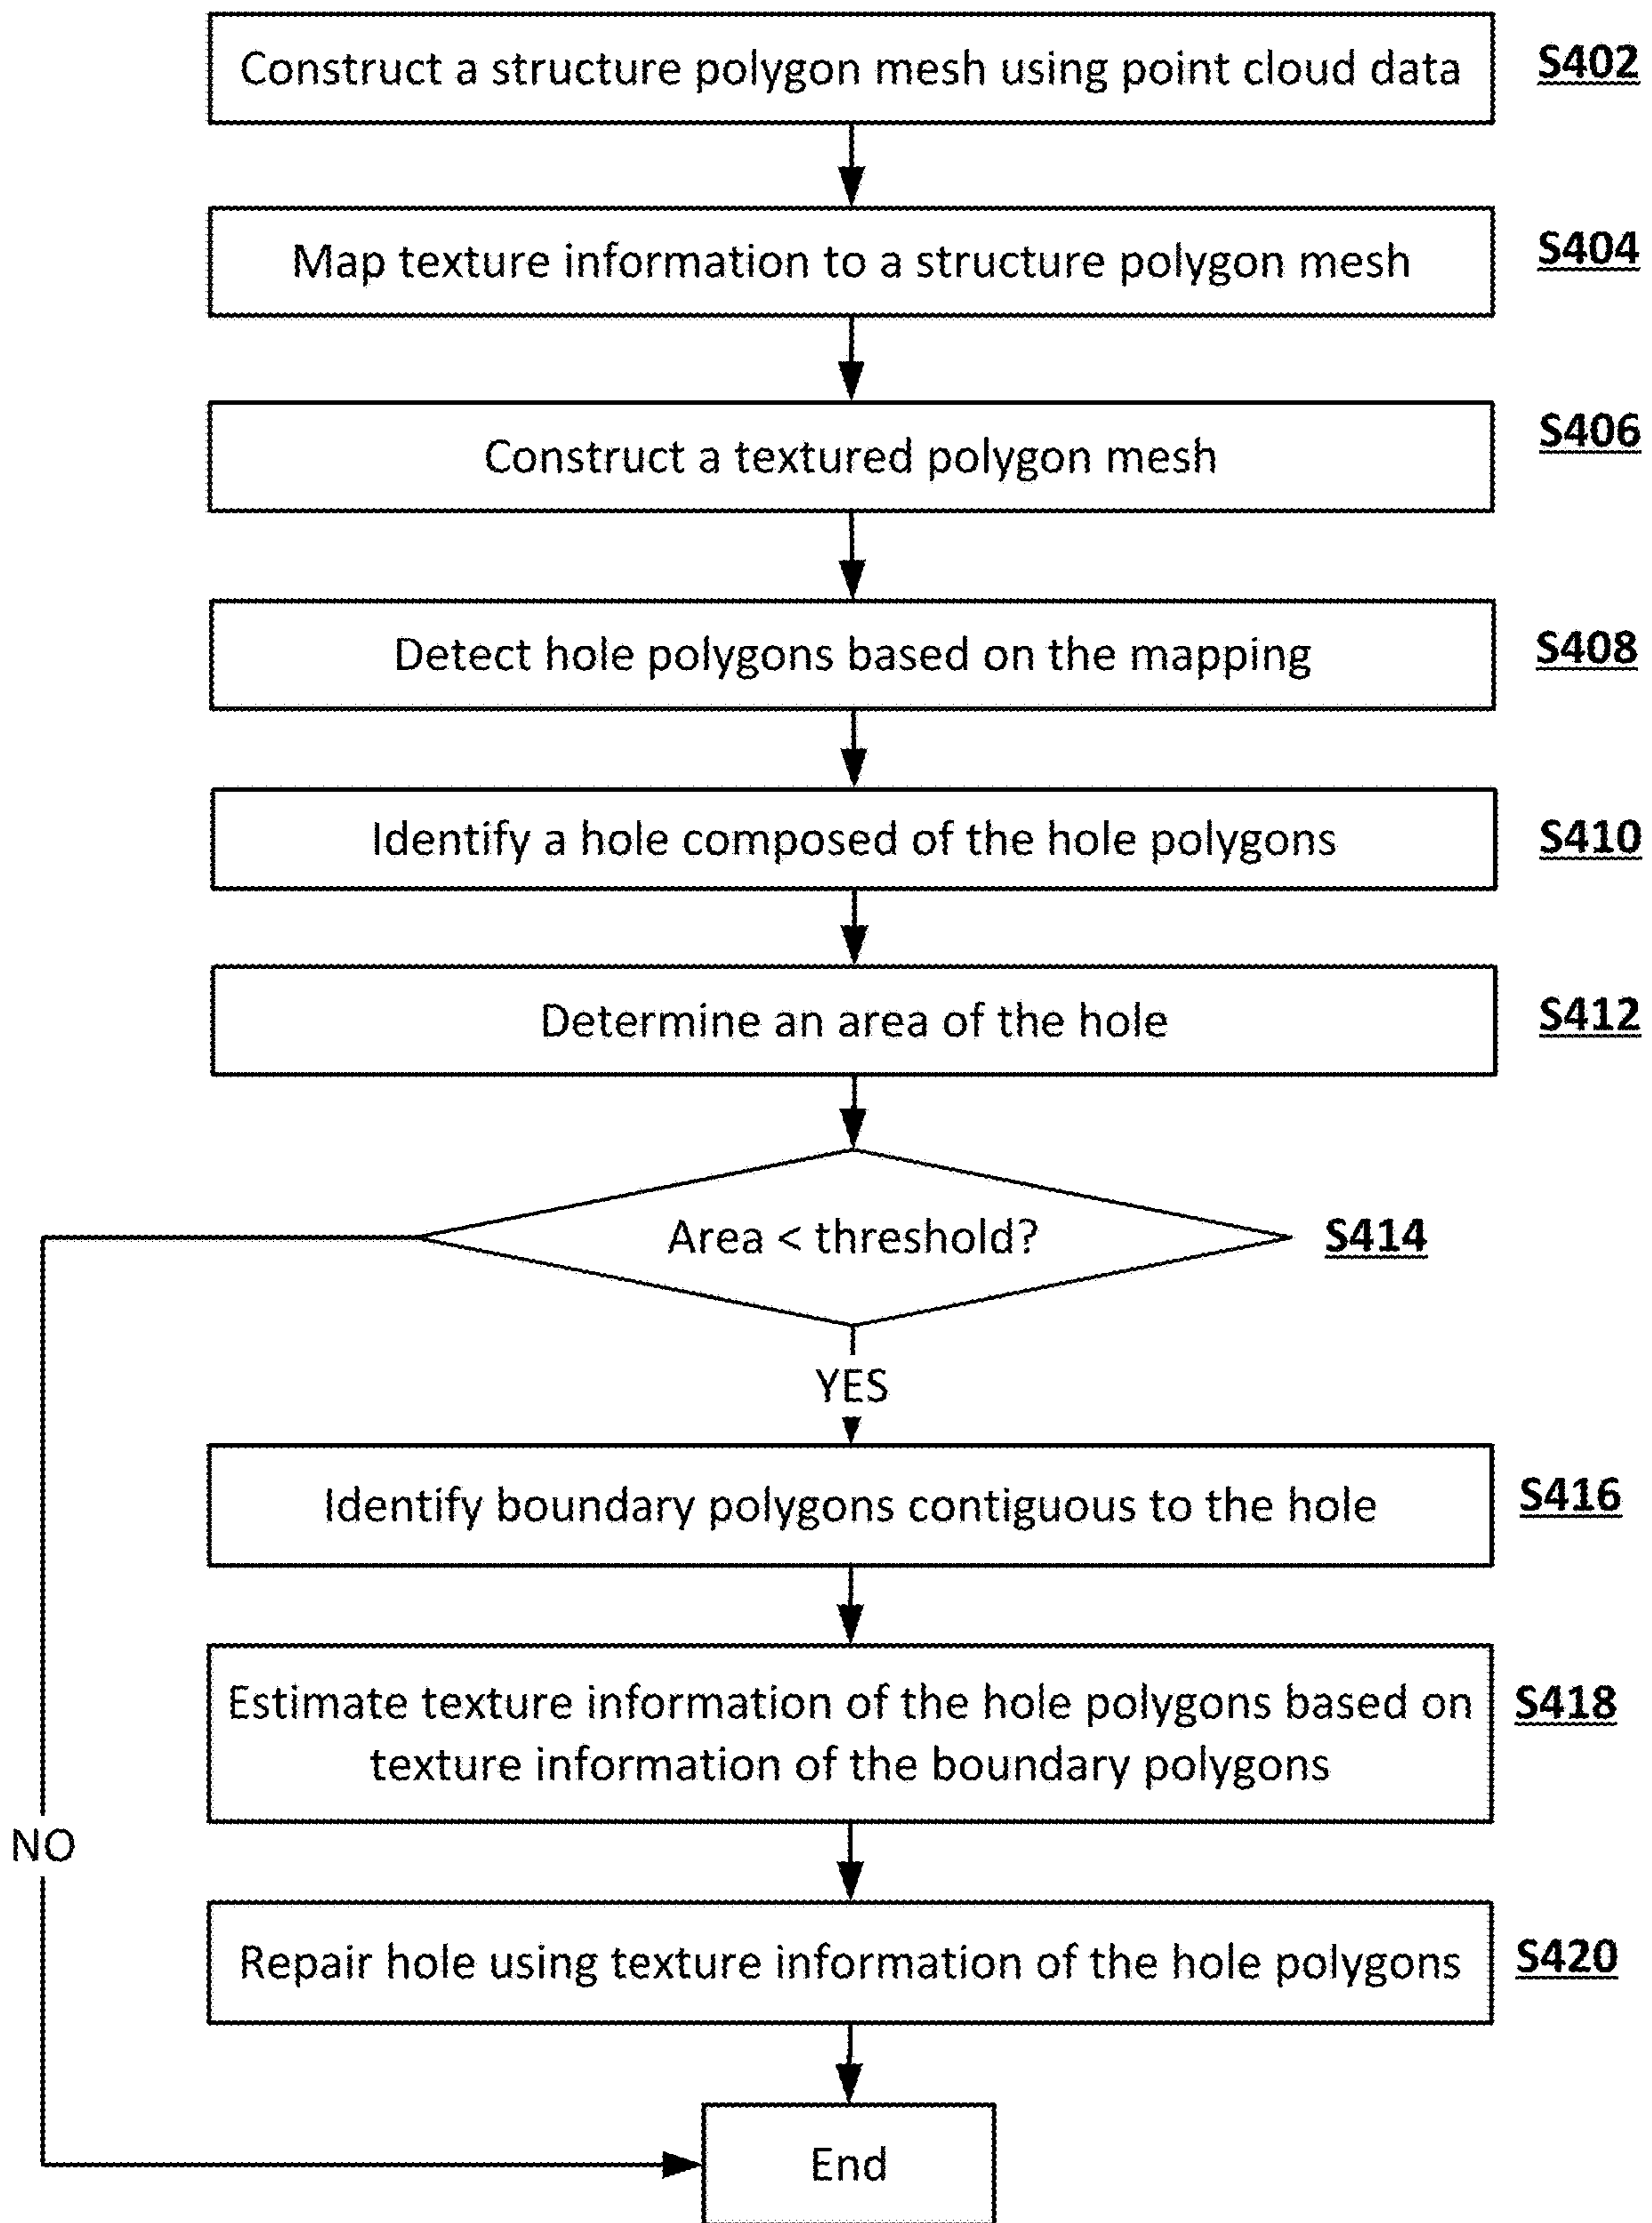 Construct a structure polygon mesh using point cloud data
S402
Map texture information to a structure polygon mesh
S404
Construct a textured polygon mesh
S406
Detect hole polygons based on the mapping
S408
Identify a hole composed of the hole polygons
S410
Determine an area of the hole
S412
Area < threshold?
S414
YES
Identify boundary polygons contiguous to the hole
S416
Estimate texture information of the hole polygons based on
texture information of the boundary polygons
S418
NO
Repair hole using texture information of the hole polygons
S420
End